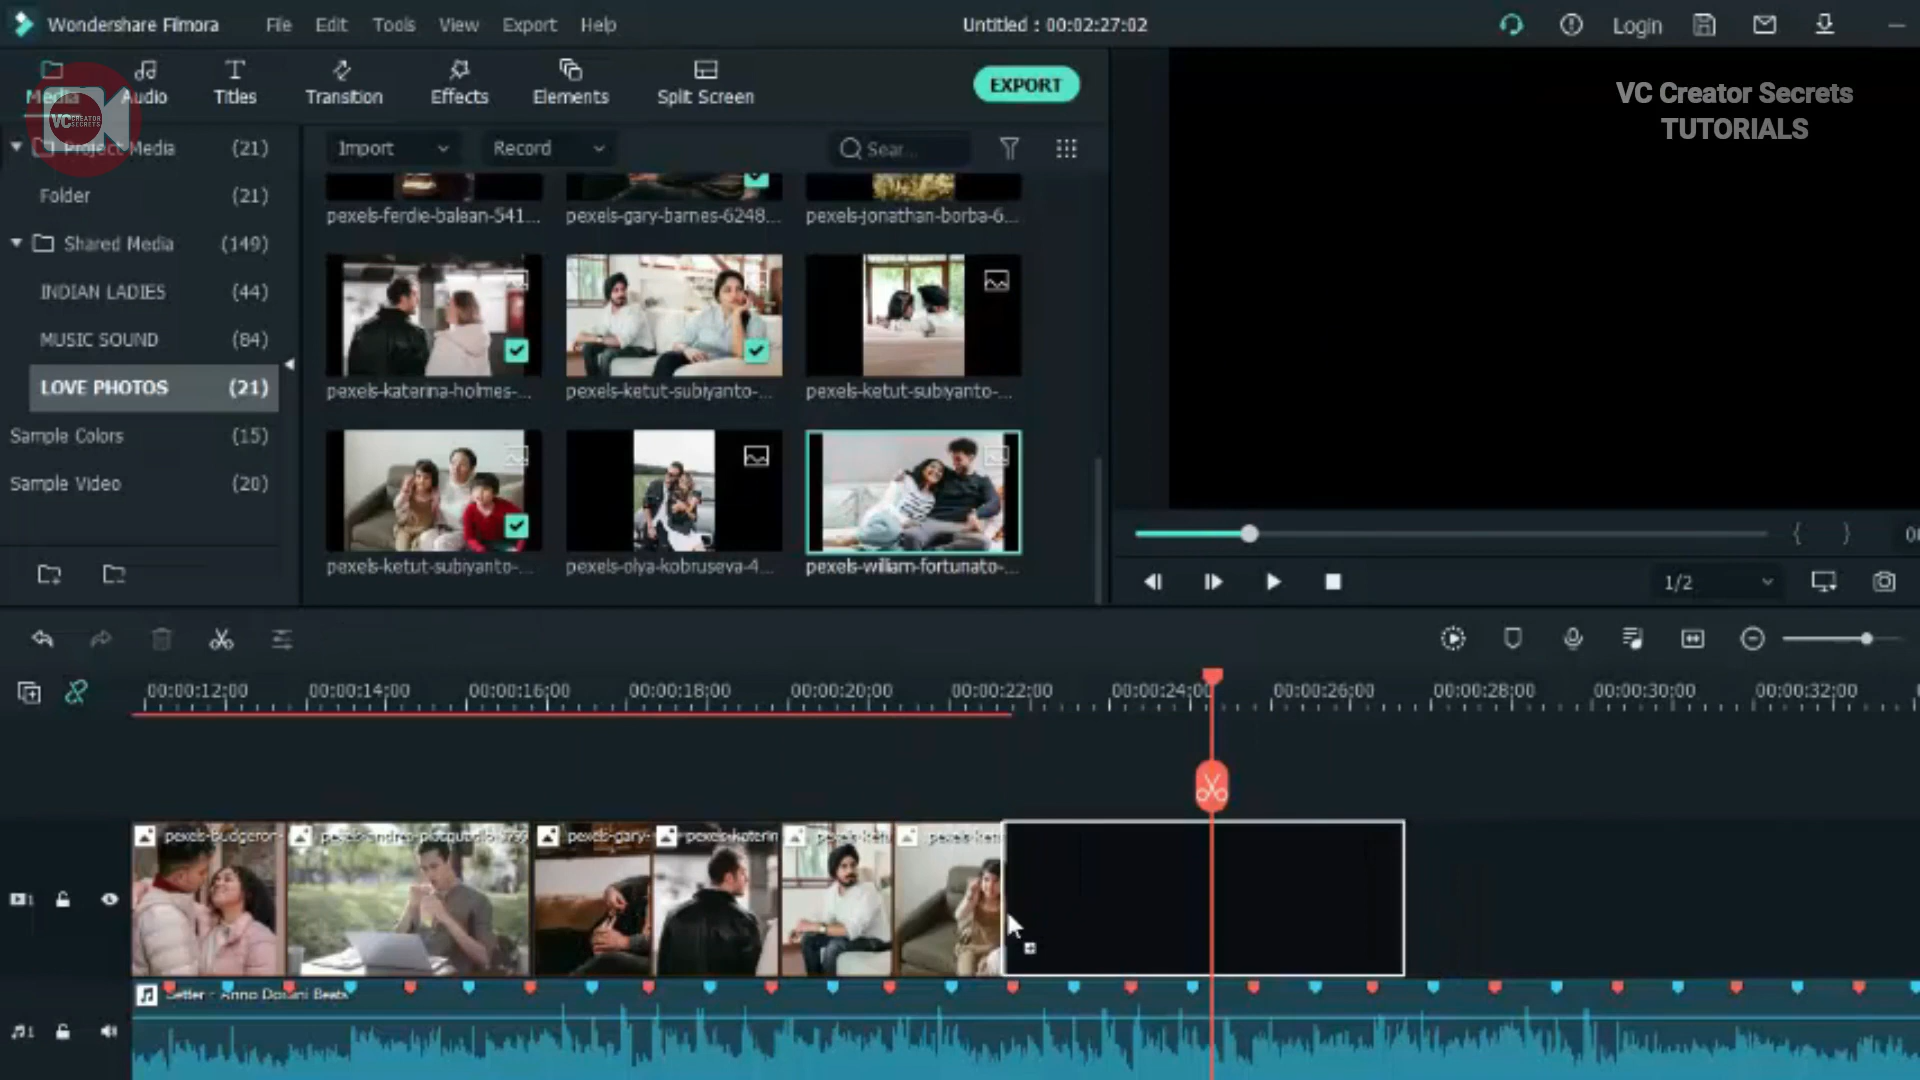 Wondershare Filmora
File Edit Tools View Export Help
Untitled : 00:02:27:02
Login
Media Audio Titles Transition Effects Elements Split Screen
EXPORT
VC Creator Secrets
TUTORIALS
VC CREATOR SECRETS
Project Media (21)
Import Record Sear...
Folder (21)
pexels-ferdie-balean-541... pexels-gary-barnes-6248... pexels-jonathan-borba-6...
Shared Media (149)
INDIAN LADIES (44)
MUSIC SOUND (84)
LOVE PHOTOS (21)
pexels-katerina-holmes-... pexels-ketut-subiyanto-... pexels-ketut-subiyanto-...
Sample Colors (15)
Sample Video (20)
pexels-ketut-subiyanto-... pexels-olya-kobruseva-4... pexels-william-fortunato-...
1/2
00:00:12:00 00:00:14:00 00:00:16:00 00:00:18:00 00:00:20:00 00:00:22:00 00:00:24:00 00:00:26:00 00:00:28:00 00:00:30:00 00:00:32:00
pexels-gary- pexels-katerin
1
1